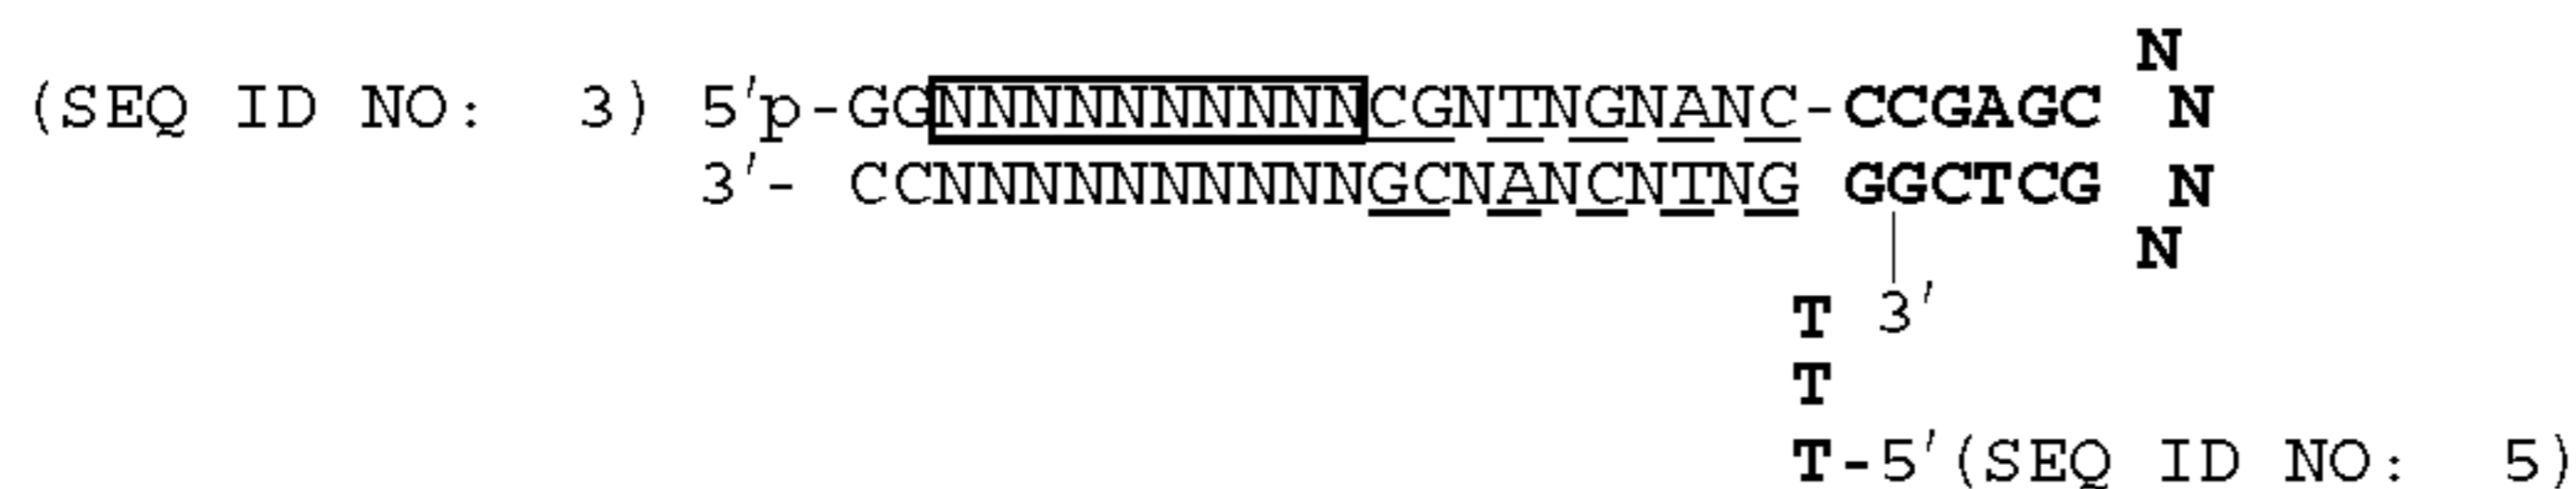 N
(SEQ ID NO: 3) 5'p-GGNNNNNNNNNNCGNTNGNANC-CCGAGC N
3'- CCNNNNNNNNNNGCNANCNTNG GGCTCG N
N
T 3'
T
T-5'(SEQ ID NO: 5)